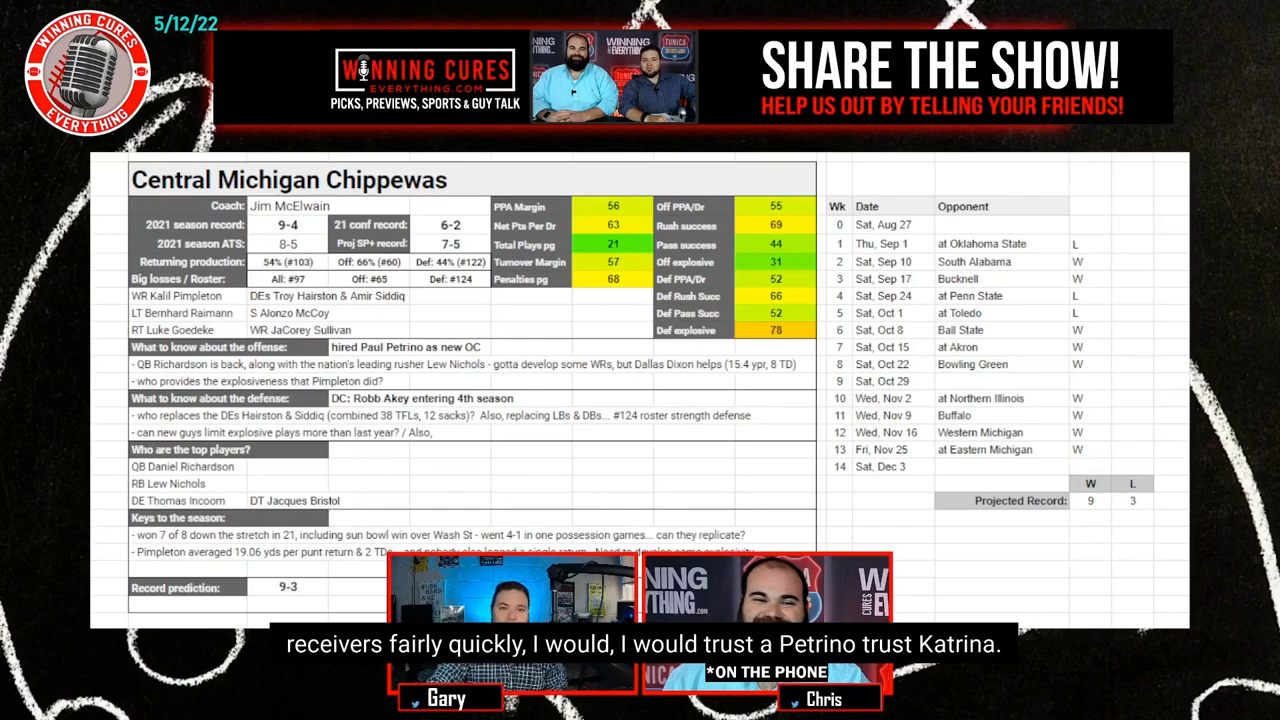 5/12/22
WINNING CURES
EVERYTHING
WINNING CURES
EVERYTHING.COM
PICKS, PREVIEWS, SPORTS & GUY TALK
SHARE THE SHOW!
HELP US OUT BY TELLING YOUR FRIENDS!
Central Michigan Chippewas
Coach: Jim McElwain PPA Margin 56 Off PPA/Dr 55
2021 season record: 9-4 21 conf record: 6-2 Net Pts Per Dr 63 Rush success 69
2021 season ATS: 8-5 Proj SP+ record: 7-5 Total Plays pg 21 Pass success 44
Returning production: 54% (#103) Off: 66% (#60) Def: 44% (#122) Turnover Margin 57 Off explosive 31
Big losses / Roster: All: #97 Off: #65 Def: #124 Penalties pg 68 Def PPA/Dr 52
WR Kalil Pimpleton DEs Troy Hairston & Amir Siddiq Def Rush Succ 66
LT Bernhard Raimann S Alonzo McCoy Def Pass Succ 52
RT Luke Goedeke WR JaCorey Sullivan Def explosive 78
What to know about the offense: hired Paul Petrino as new OC
- QB Richardson is back, along with the nation's leading rusher Lew Nichols - gotta develop some WRs, but Dallas Dixon helps (15.4 ypr, 8 TD)
- who provides the explosiveness that Pimpleton did?
What to know about the defense: DC: Robb Akey entering 4th season
- who replaces the DEs Hairston & Siddiq (combined 38 TFLs, 12 sacks)? Also, replacing LBs & DBs... #124 roster strength defense
- can new guys limit explosive plays more than last year? / Also,
Who are the top players?
QB Daniel Richardson
RB Lew Nichols
DE Thomas Incoom DT Jacques Bristol
Keys to the season:
- won 7 of 8 down the stretch in 21, including sun bowl win over Wash St - went 4-1 in one possession games... can they replicate?
- Pimpleton averaged 19.06 yds per punt return & 2 TDs... and nobody else logged a single return. Need to develop some explosivity
Record prediction: 9-3
Wk Date Opponent
0 Sat, Aug 27
1 Thu, Sep 1 at Oklahoma State L
2 Sat, Sep 10 South Alabama W
3 Sat, Sep 17 Bucknell W
4 Sat, Sep 24 at Penn State L
5 Sat, Oct 1 at Toledo L
6 Sat, Oct 8 Ball State W
7 Sat, Oct 15 at Akron W
8 Sat, Oct 22 Bowling Green W
9 Sat, Oct 29
10 Wed, Nov 2 at Northern Illinois W
11 Wed, Nov 9 Buffalo W
12 Wed, Nov 16 Western Michigan W
13 Fri, Nov 25 at Eastern Michigan W
14 Sat, Dec 3
W L
Projected Record: 9 3
receivers fairly quickly, I would, I would trust a Petrino trust Katrina.
*ON THE PHONE
Gary
Chris